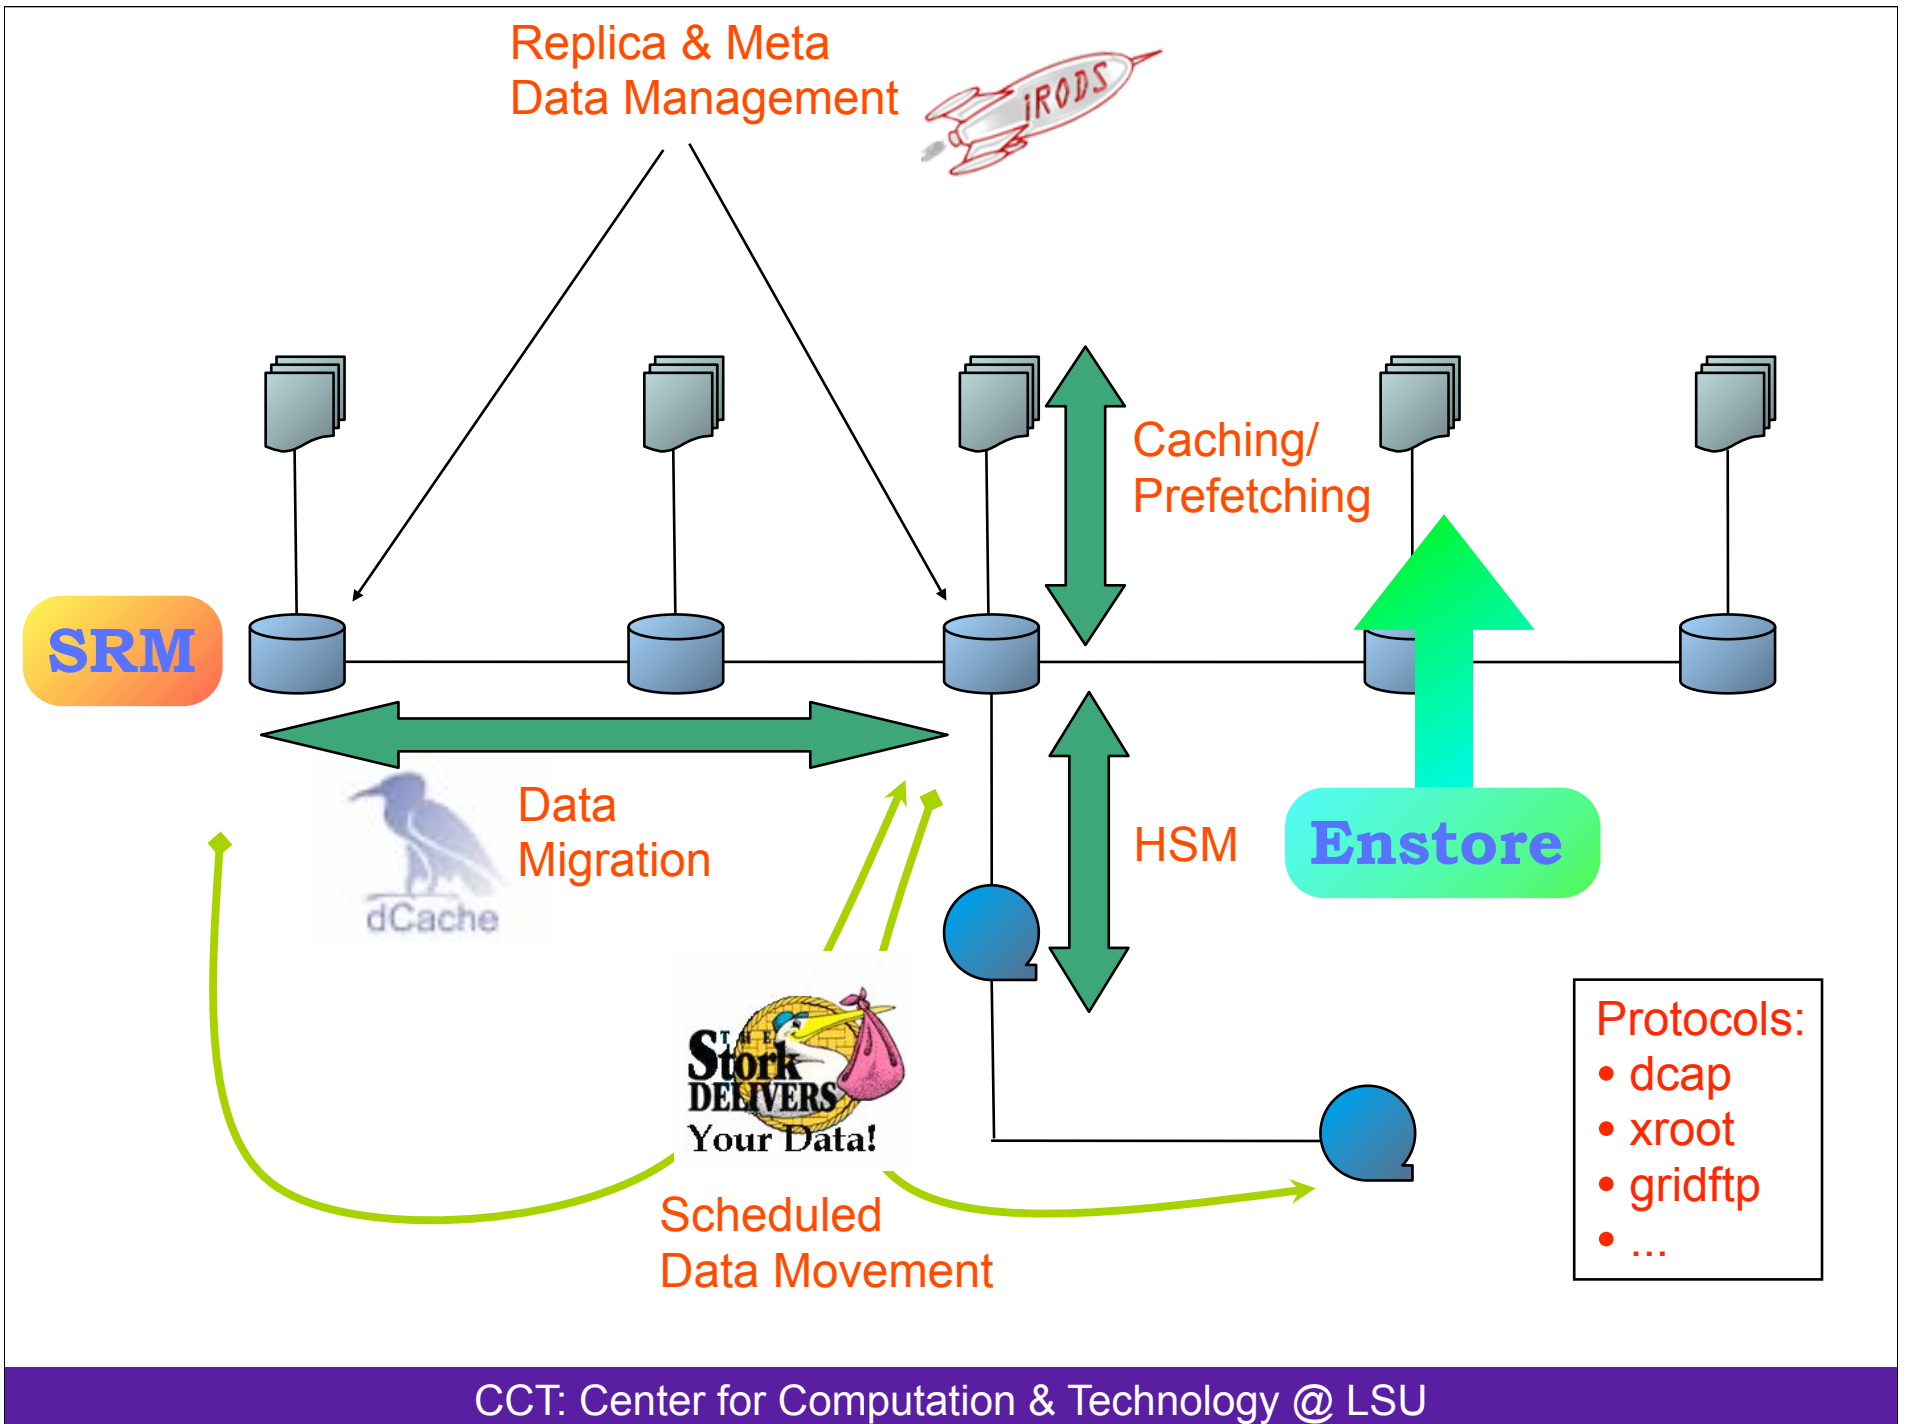 Replica & Meta
Data Management
iRODS
Caching/
Prefetching
SRM
Data
Migration
dCache
HSM
Enstore
THE
Stork
DELIVERS
Your Data!
Scheduled
Data Movement
Protocols:
• dcap
• xroot
• gridftp
• ...
CCT: Center for Computation & Technology @ LSU